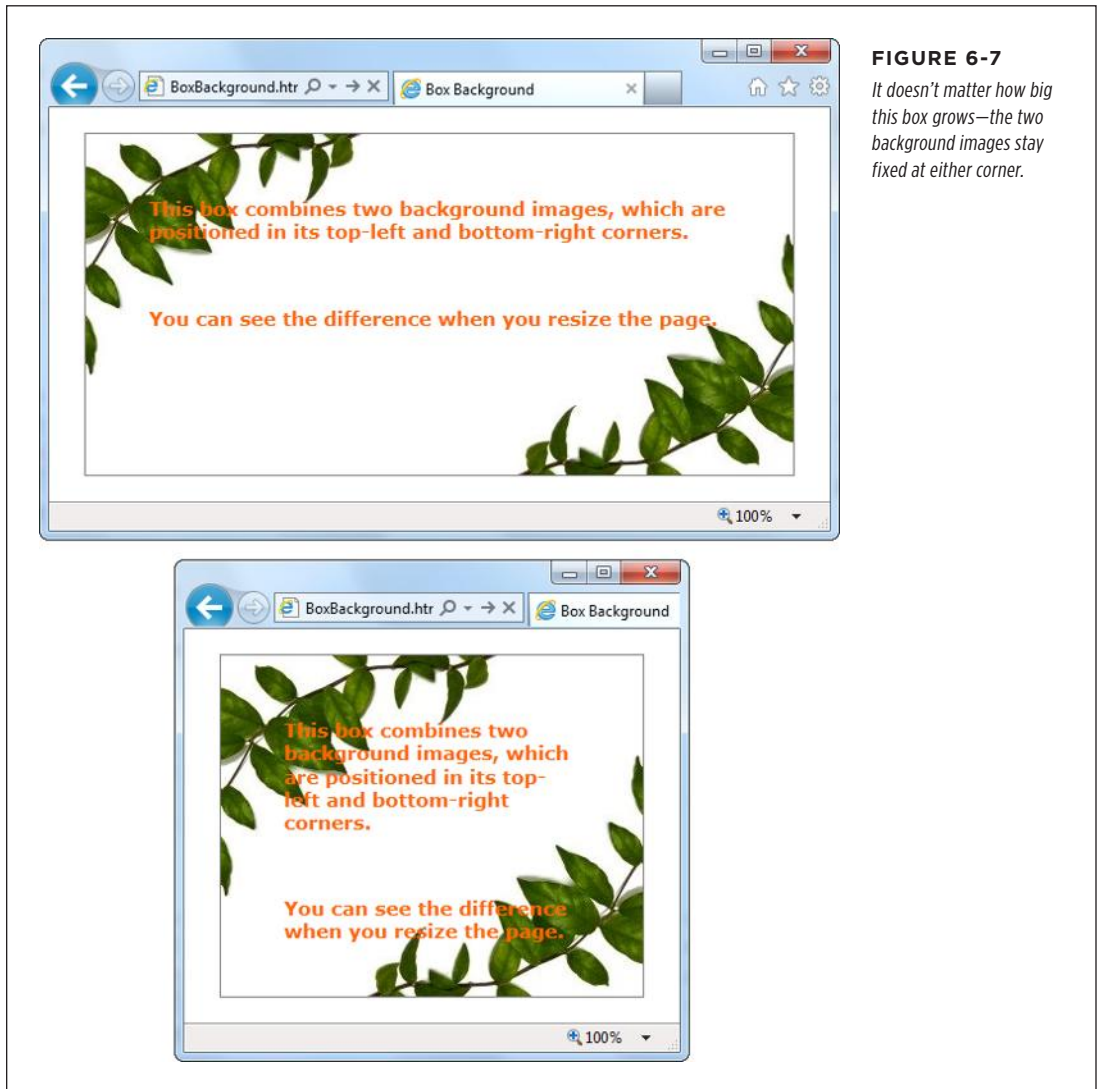 BoxBackground.htr
Box Background
This box combines two background images, which are
positioned in its top-left and bottom-right corners.
You can see the difference when you resize the page.
100%
FIGURE 6-7
It doesn't matter how big
this box grows—the two
background images stay
fixed at either corner.
BoxBackground.htr
Box Background
This box combines two
background images, which
are positioned in its top-
left and bottom-right
corners.
You can see the difference
when you resize the page.
100%